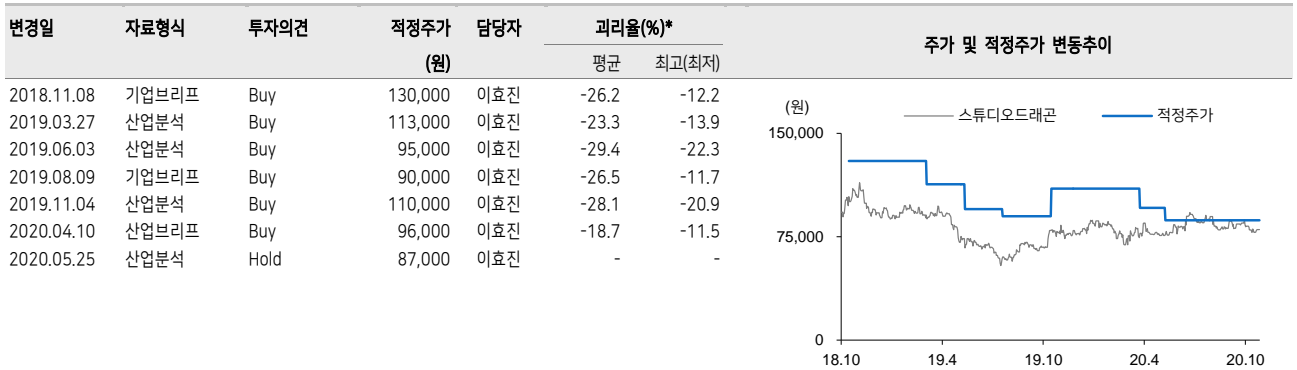 변경일 자료형식 투자의견 적정주가 담당자 괴리율(%)*
(원) 평균 최고(최저)
2018.11.08 기업브리프 Buy 130,000 이효진 -26.2 -12.2
2019.03.27 산업분석 Buy 113,000 이효진 -23.3 -13.9
2019.06.03 산업분석 Buy 95,000 이효진 -29.4 -22.3
2019.08.09 기업브리프 Buy 90,000 이효진 -26.5 -11.7
2019.11.04 산업분석 Buy 110,000 이효진 -28.1 -20.9
2020.04.10 산업브리프 Buy 96,000 이효진 -18.7 -11.5
2020.05.25 산업분석 Hold 87,000 이효진 - -
주가 및 적정주가 변동추이
(원)
스튜디오드래곤 적정주가
150,000
75,000
0
18.10 19.4 19.10 20.4 20.10